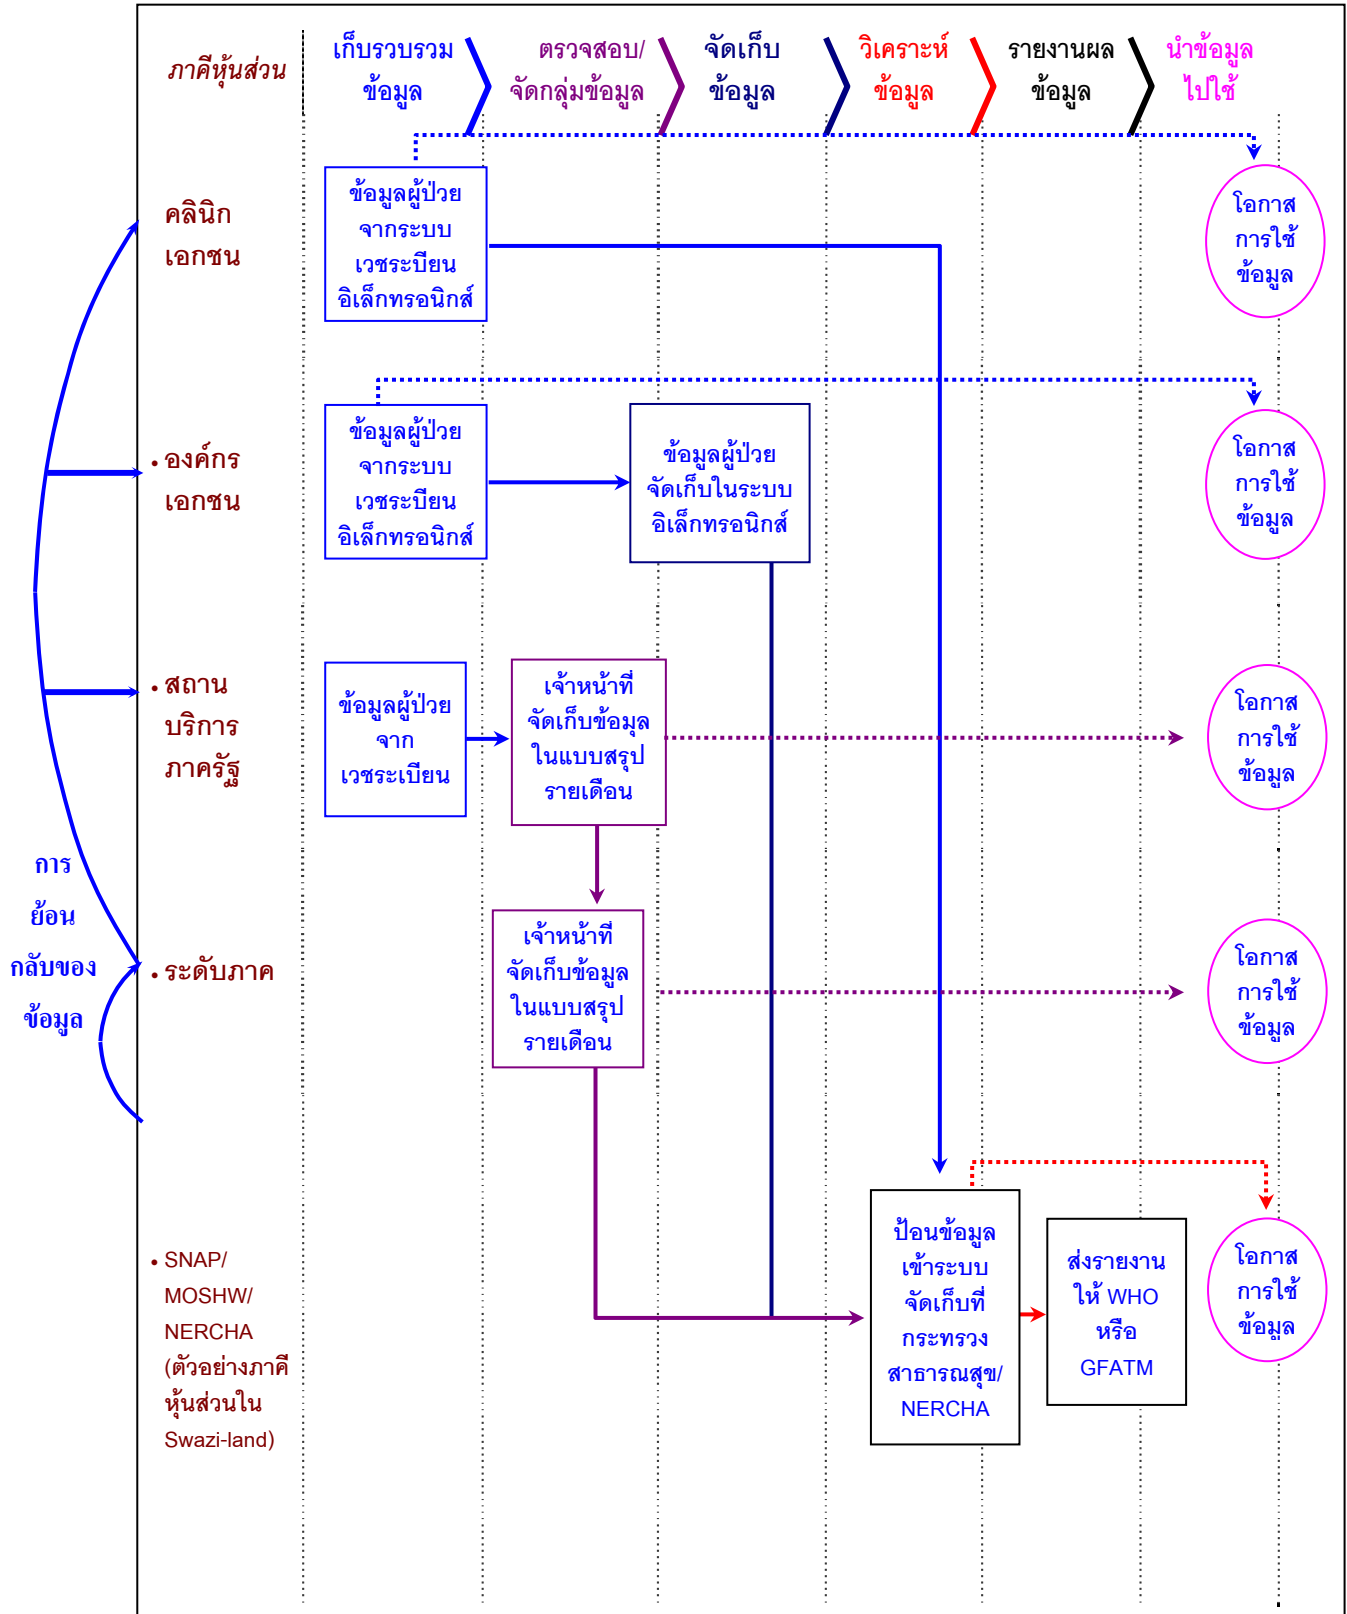 ภาคีหุ้นส่วน
เก็บรวบรวม
ข้อมูล
ตรวจสอบ/
จัดกลุ่มข้อมูล
จัดเก็บ
ข้อมูล
วิเคราะห์
ข้อมูล
รายงานผล
ข้อมูล
นำข้อมูล
ไปใช้
คลินิก
เอกชน
ข้อมูลผู้ป่วย
จากระบบ
เวชระบียน
อิเล็กทรอนิกส์
โอกาส
การใช้
ข้อมูล
• องค์กร
เอกชน
ข้อมูลผู้ป่วย
จากระบบ
เวชระบียน
อิเล็กทรอนิกส์
ข้อมูลผู้ป่วย
จัดเก็บในระบบ
อิเล็กทรอนิกส์
โอกาส
การใช้
ข้อมูล
• สถาน
บริการ
ภาครัฐ
ข้อมูลผู้ป่วย
จาก
เวชระเบียน
เจ้าหน้าที่
จัดเก็บข้อมุล
ในแบบสรุป
รายเดือน
โอกาส
การใช้
ข้อมูล
การ
ย้อน
กลับของ
ข้อมูล
• ระดับภาค
เจ้าหน้าที่
จัดเก็บข้อมูล
ในแบบสรุป
รายเดือน
โอกาส
การใช้
ข้อมูล
• SNAP/
MOSHW/
NERCHA
(ตัวอย่างภาคี
หุ้นส่วนใน
Swazi-land)
ป้อนข้อมูล
เข้าระบบ
จัดเก็บที่
กระทรวง
สาธารณสุข/
NERCHA
ส่งรายงาน
ให้ WHO
หรือ
GFATM
โอกาส
การใช้
ข้อมูล